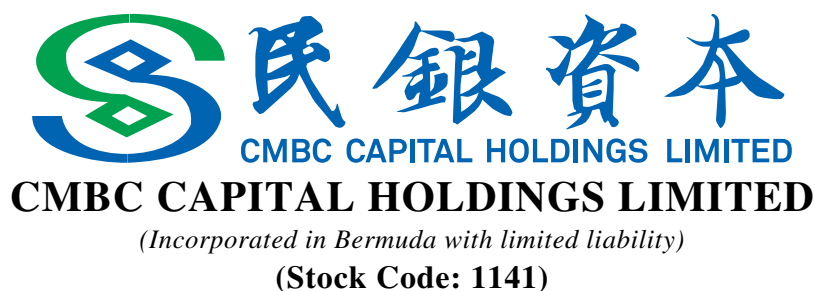 民銀資本
CMBC CAPITAL HOLDINGS LIMITED
CMBC CAPITAL HOLDINGS LIMITED
(Incorporated in Bermuda with limited liability)
(Stock Code: 1141)